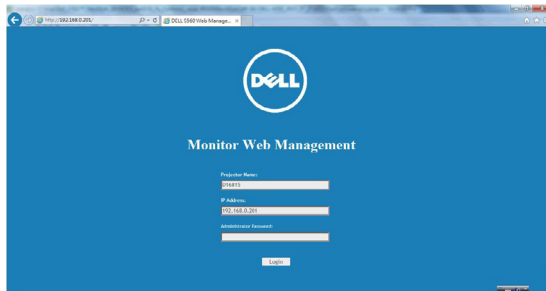 http://192.168.0.201/
DELL S560 Web Manage...
DELL
Monitor Web Management
Projector Name:
016815
IP Address:
192.168.0.201
Administrator Password:
Login